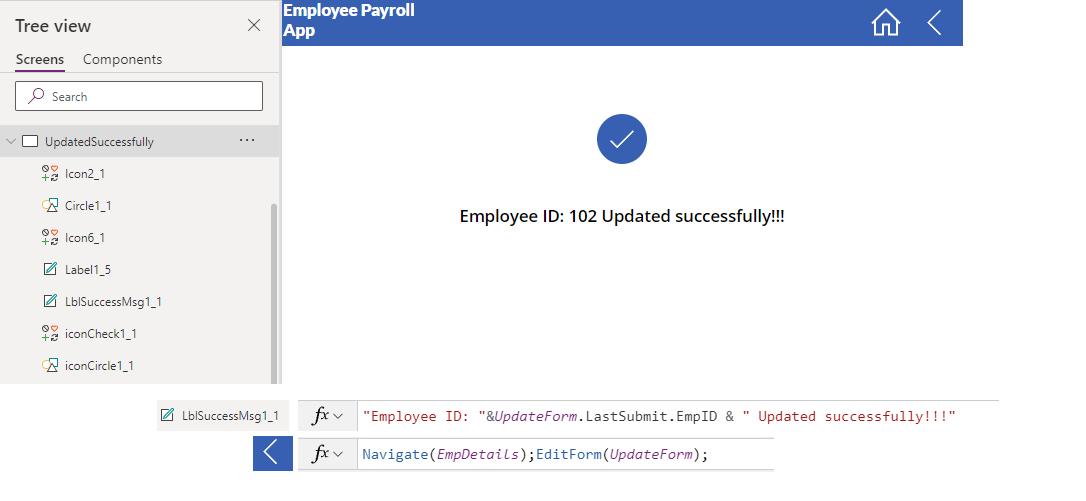 Tree view
Screens Components
Search
UpdatedSuccessfully ...
Icon2_1
Circle1_1
Icon6_1
Label1_5
LblSuccessMsg1_1
iconCheck1_1
iconCircle1_1
Employee Payroll
App
Employee ID: 102 Updated successfully!!!
LblSuccessMsg1_1 fx "Employee ID: "&UpdateForm.LastSubmit.EmpID & " Updated successfully!!!"
fx Navigate(EmpDetails);EditForm(UpdateForm);